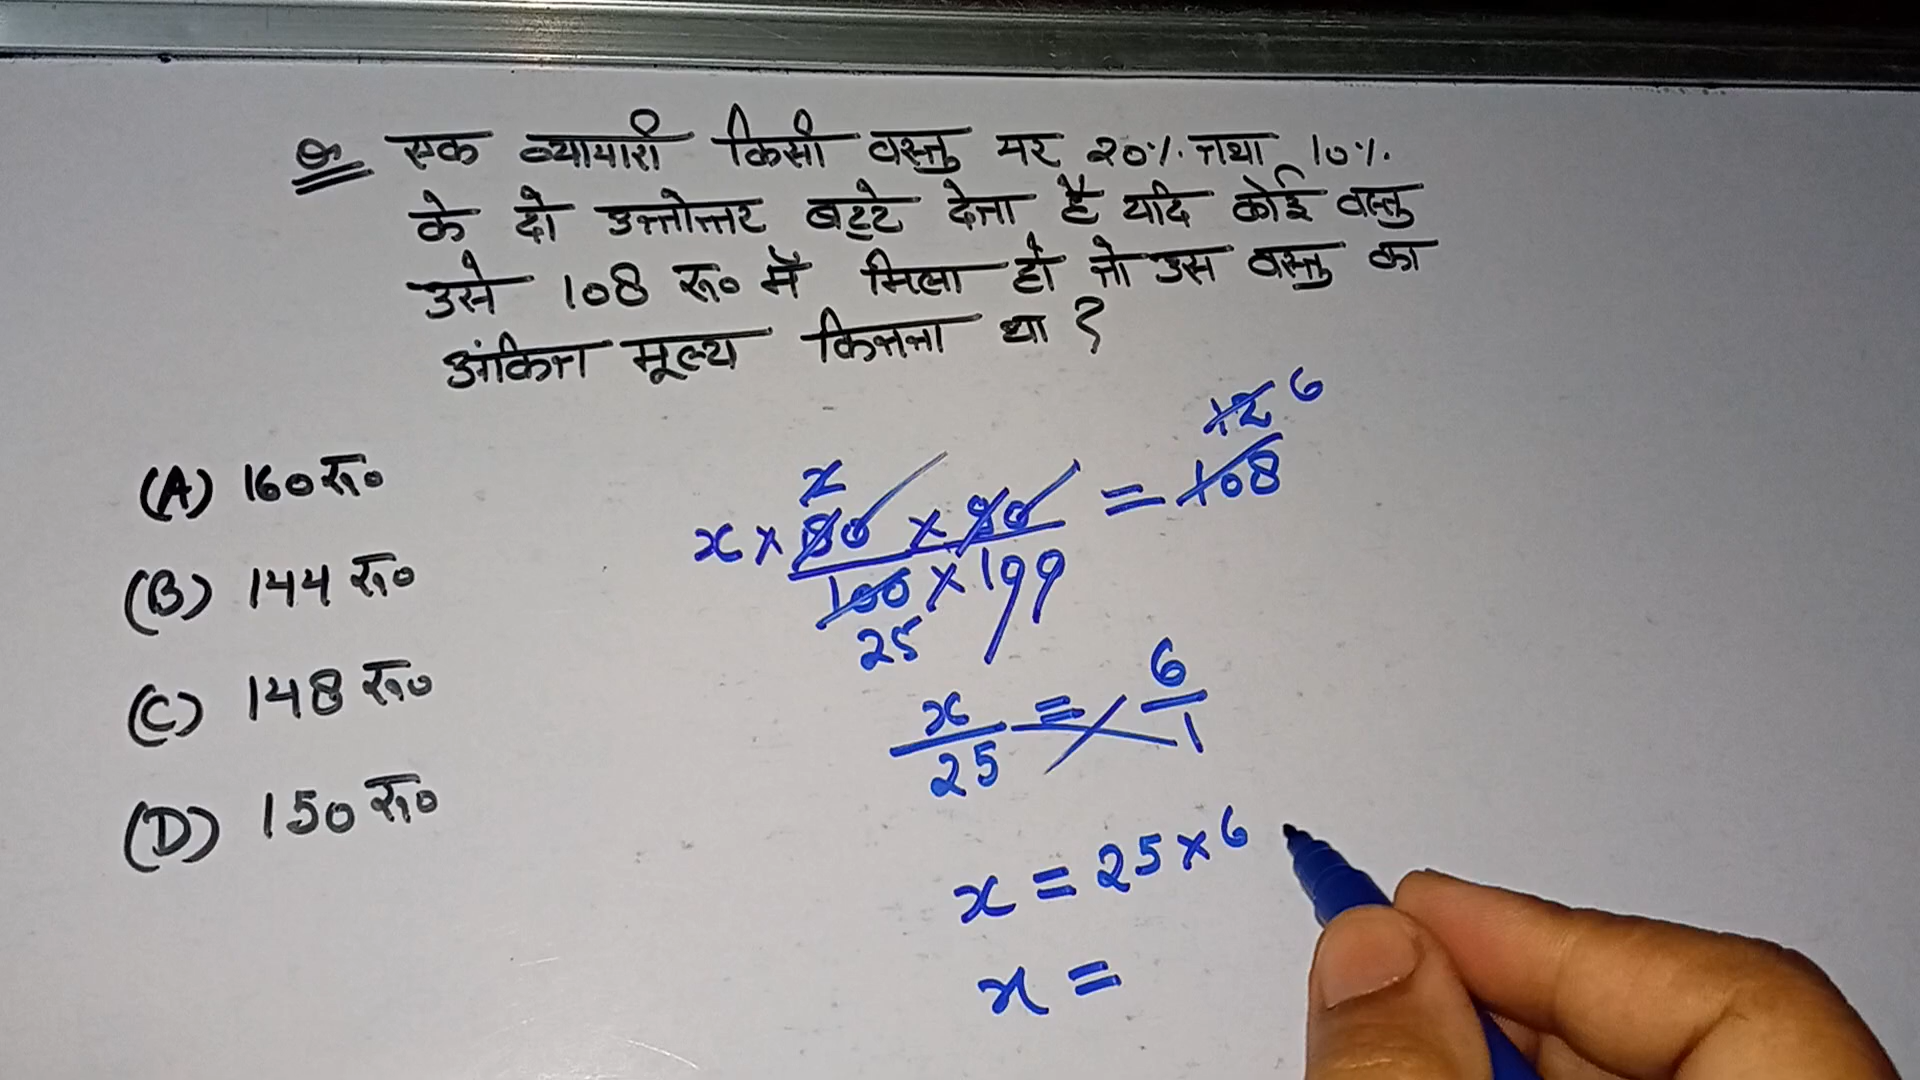 Q. एक व्यापारी किसी वस्तु पर 20% तथा 10%
के दो उत्तोत्तर बट्टे देता है यदि कोई वस्तु
उसे 108 रू० में मिला हो तो उस वस्तु का
अंकित मूल्य कितना था ?
(A) 160 रू०
(B) 144 रू०
(C) 148 रू०
(D) 150 रू०
12 6
x
x × 80 × 90 = 108
100 × 100
25
x/25 = 6/1
x = 25 × 6
x =